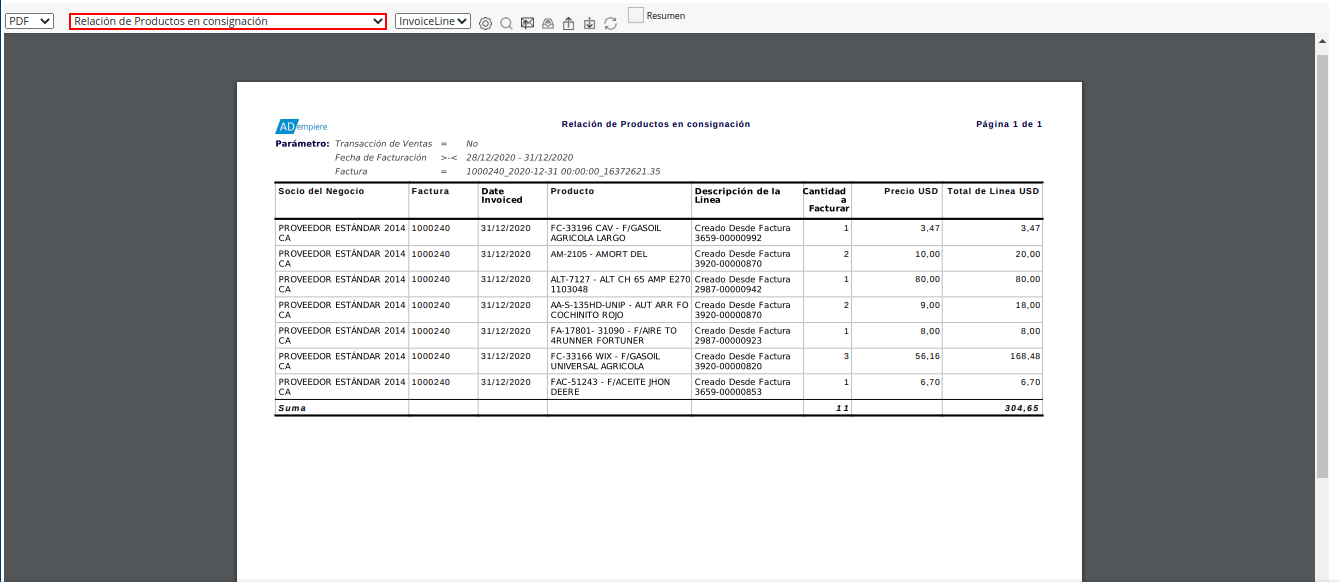 PDF Relación de Productos en consignación InvoiceLine Resumen
ADempiere Relación de Productos en consignación Página 1 de 1
Parámetro: Transacción de Ventas = No
Fecha de Facturación >-< 28/12/2020 - 31/12/2020
Factura = 1000240_2020-12-31 00:00:00_16372621.35
Socio del Negocio Factura Date Invoiced Producto Descripción de la Línea Cantidad a Facturar Precio USD Total de Linea USD
PROVEEDOR ESTÁNDAR 2014 1000240 31/12/2020 FC-33196 CAV - F/GASOIL Creado Desde Factura 1 3,47 3,47
CA AGRICOLA LARGO 3659-00000992
PROVEEDOR ESTÁNDAR 2014 1000240 31/12/2020 AM-2105 - AMORT DEL Creado Desde Factura 2 10,00 20,00
CA 3920-00000870
PROVEEDOR ESTÁNDAR 2014 1000240 31/12/2020 ALT-7127 - ALT CH 65 AMP E270 Creado Desde Factura 1 80,00 80,00
CA 1103048 2987-00000942
PROVEEDOR ESTÁNDAR 2014 1000240 31/12/2020 AA-S-135HD-UNIP - AUT ARR FO Creado Desde Factura 2 9,00 18,00
CA COCHINITO ROJO 3920-00000870
PROVEEDOR ESTÁNDAR 2014 1000240 31/12/2020 FA-17801- 31090 - F/AIRE TO Creado Desde Factura 1 8,00 8,00
CA 4RUNNER FORTUNER 2987-00000923
PROVEEDOR ESTÁNDAR 2014 1000240 31/12/2020 FC-33166 WIX - F/GASOIL Creado Desde Factura 3 56,16 168,48
CA UNIVERSAL AGRICOLA 3920-00000820
PROVEEDOR ESTÁNDAR 2014 1000240 31/12/2020 FAC-51243 - F/ACEITE JHON Creado Desde Factura 1 6,70 6,70
CA DEERE 3659-00000853
Suma 11 304,65